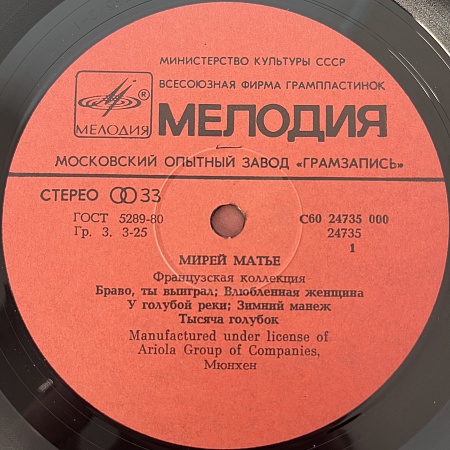 МИНИСТЕРСТВО КУЛЬТУРЫ СССР
ВСЕСОЮЗНАЯ ФИРМА ГРАМПЛАСТИНОК
®
МЕЛОДИЯ
МЕЛОДИЯ
МОСКОВСКИЙ ОПЫТНЫЙ ЗАВОД «ГРАМЗАПИСЬ»
СТЕРЕО 33
ГОСТ 5289-80
Гр. 3. 3-25
С60 24735 000
24735
1
МИРЕЙ МАТЬЕ
Французская коллекция
Браво, ты выиграл; Влюбленная женщина
У голубой реки; Зимний манеж
Тысяча голубок
Manufactured under license of
Ariola Group of Companies,
Мюнхен